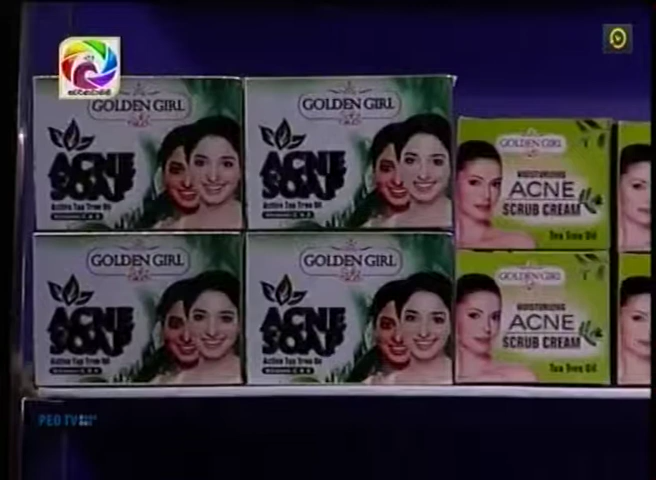 GOLDEN GIRL
ACNE
SOAP
Active Tea Tree Oil
GOLDEN GIRL
ACNE
SOAP
Active Tea Tree Oil
GOLDEN GIRL
MOISTURIZING
ACNE
SCRUB CREAM
Tea Tree Oil
GOLDEN GIRL
ACNE
SOAP
Active Tea Tree Oil
GOLDEN GIRL
ACNE
SOAP
Active Tea Tree Oil
GOLDEN GIRL
MOISTURIZING
ACNE
SCRUB CREAM
Tea Tree Oil
PEO TV